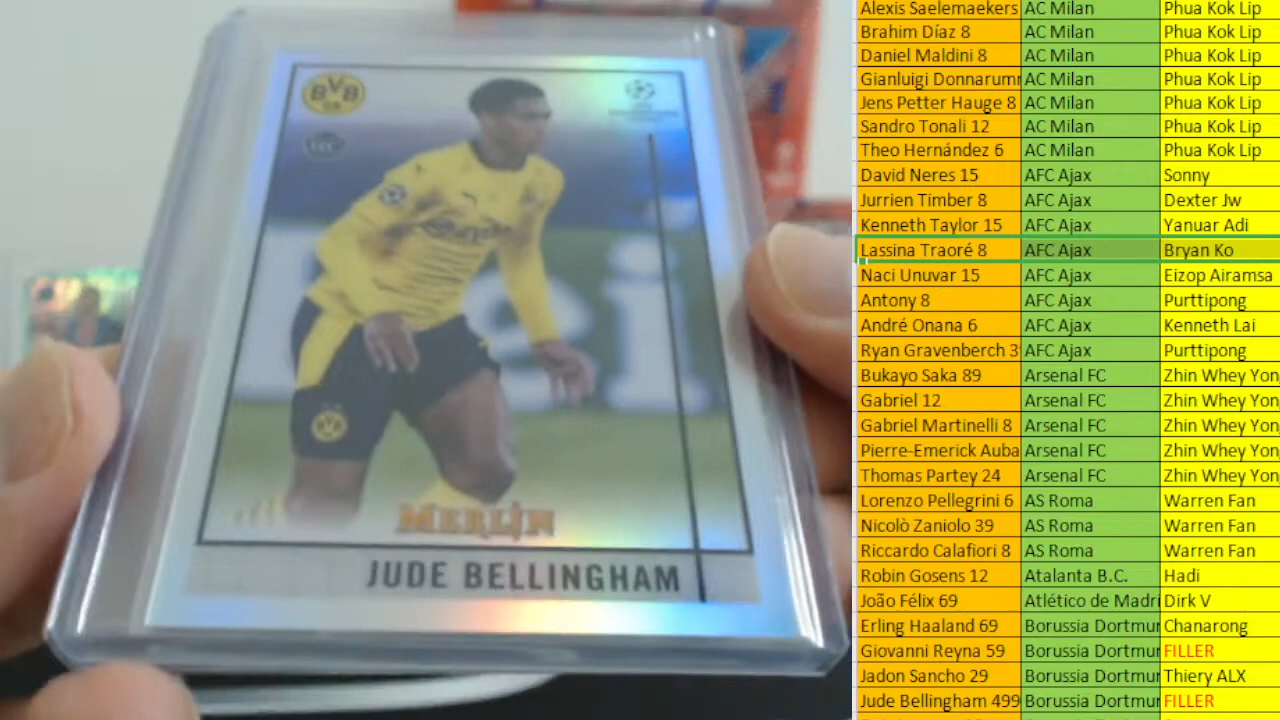 BVB
09
MERLIN
JUDE BELLINGHAM
Alexis Saelemaekers AC Milan Phua Kok Lip
Brahim Díaz 8 AC Milan Phua Kok Lip
Daniel Maldini 8 AC Milan Phua Kok Lip
Gianluigi Donnarumr AC Milan Phua Kok Lip
Jens Petter Hauge 8 AC Milan Phua Kok Lip
Sandro Tonali 12 AC Milan Phua Kok Lip
Theo Hernández 6 AC Milan Phua Kok Lip
David Neres 15 AFC Ajax Sonny
Jurrien Timber 8 AFC Ajax Dexter Jw
Kenneth Taylor 15 AFC Ajax Yanuar Adi
Lassina Traoré 8 AFC Ajax Bryan Ko
Naci Unuvar 15 AFC Ajax Eizop Airamsa
Antony 8 AFC Ajax Purttipong
André Onana 6 AFC Ajax Kenneth Lai
Ryan Gravenberch 3 AFC Ajax Purttipong
Bukayo Saka 89 Arsenal FC Zhin Whey Yon
Gabriel 12 Arsenal FC Zhin Whey Yon
Gabriel Martinelli 8 Arsenal FC Zhin Whey Yon
Pierre-Emerick Auba Arsenal FC Zhin Whey Yon
Thomas Partey 24 Arsenal FC Zhin Whey Yon
Lorenzo Pellegrini 6 AS Roma Warren Fan
Nicolò Zaniolo 39 AS Roma Warren Fan
Riccardo Calafiori 8 AS Roma Warren Fan
Robin Gosens 12 Atalanta B.C. Hadi
João Félix 69 Atlético de Madri Dirk V
Erling Haaland 69 Borussia Dortmur Chanarong
Giovanni Reyna 59 Borussia Dortmur FILLER
Jadon Sancho 29 Borussia Dortmur Thiery ALX
Jude Bellingham 499 Borussia Dortmur FILLER